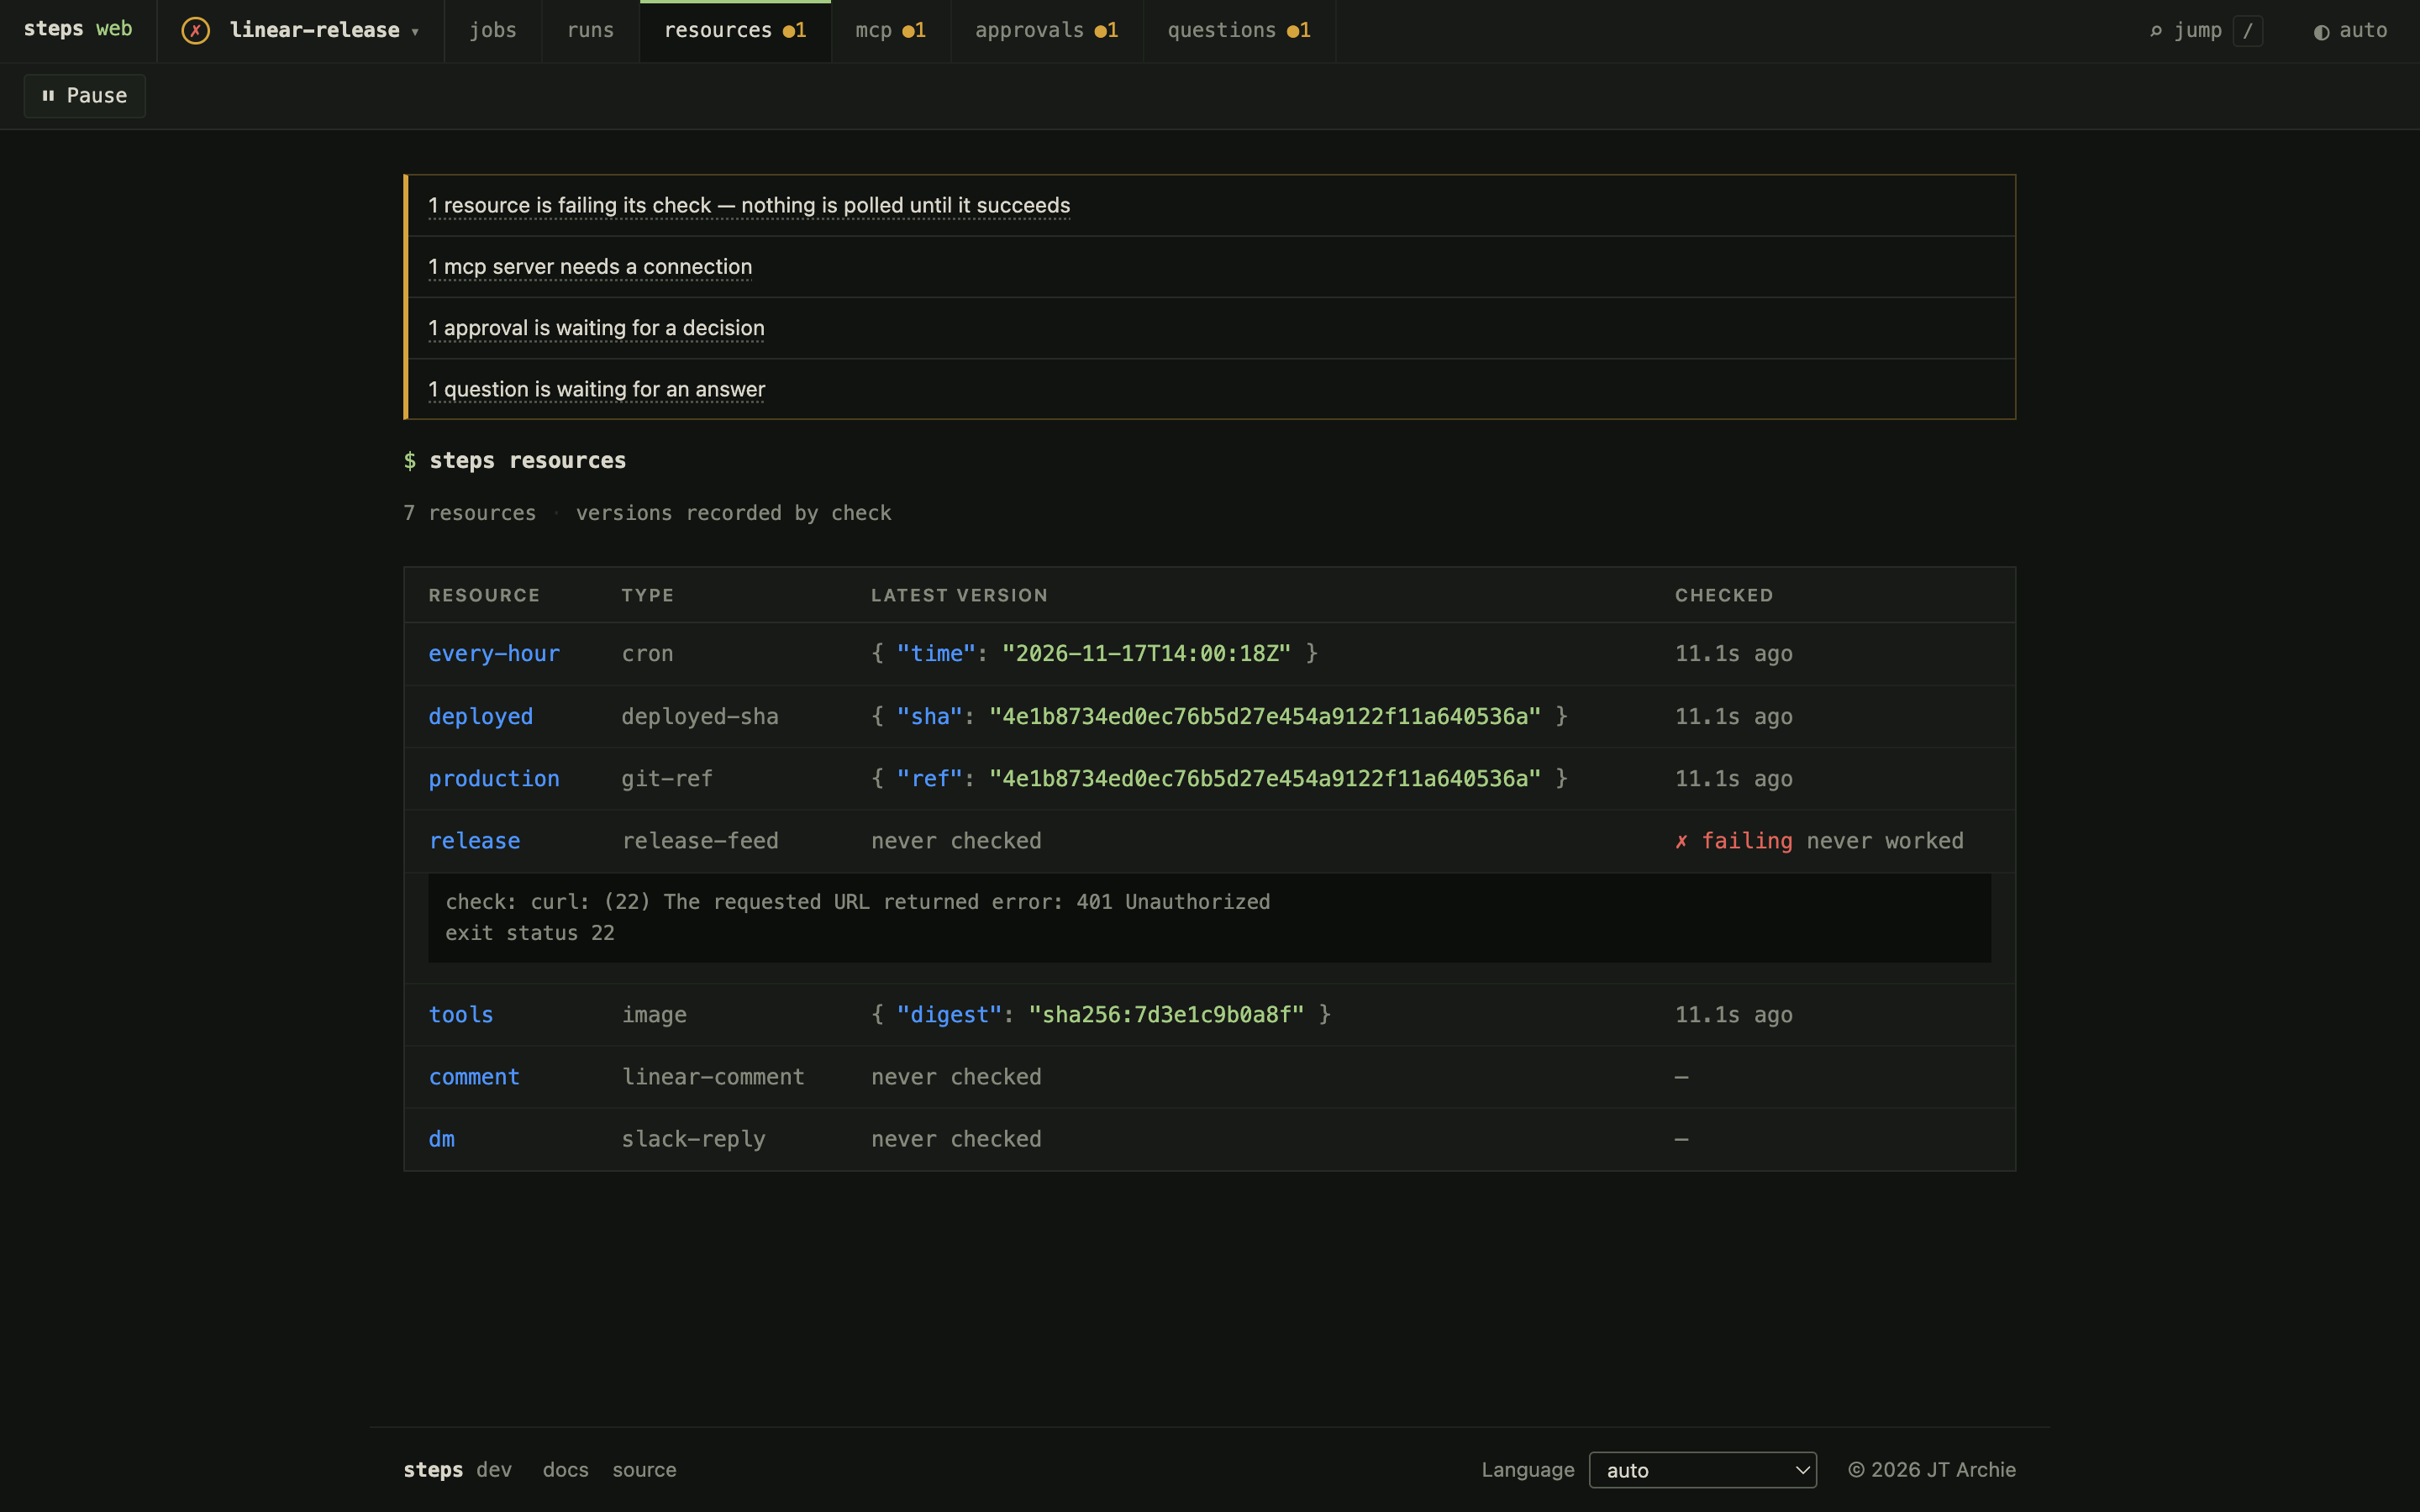 steps web ✗ linear-release ▾ jobs runs resources ●1 mcp ●1 approvals ●1 questions ●1 ⌕ jump / ◐ auto
⏸ Pause
1 resource is failing its check — nothing is polled until it succeeds
1 mcp server needs a connection
1 approval is waiting for a decision
1 question is waiting for an answer
$ steps resources
7 resources · versions recorded by check
RESOURCE TYPE LATEST VERSION CHECKED
every-hour cron { "time": "2026-11-17T14:00:18Z" } 11.1s ago
deployed deployed-sha { "sha": "4e1b8734ed0ec76b5d27e454a9122f11a640536a" } 11.1s ago
production git-ref { "ref": "4e1b8734ed0ec76b5d27e454a9122f11a640536a" } 11.1s ago
release release-feed never checked ✗ failing never worked
check: curl: (22) The requested URL returned error: 401 Unauthorized
exit status 22
tools image { "digest": "sha256:7d3e1c9b0a8f" } 11.1s ago
comment linear-comment never checked —
dm slack-reply never checked —
steps dev docs source Language auto © 2026 JT Archie